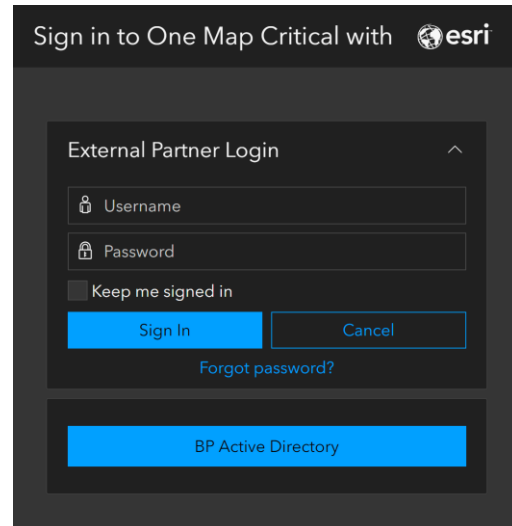 Sign in to One Map Critical with esri
External Partner Login
Username
Password
Keep me signed in
Sign In Cancel
Forgot password?
BP Active Directory